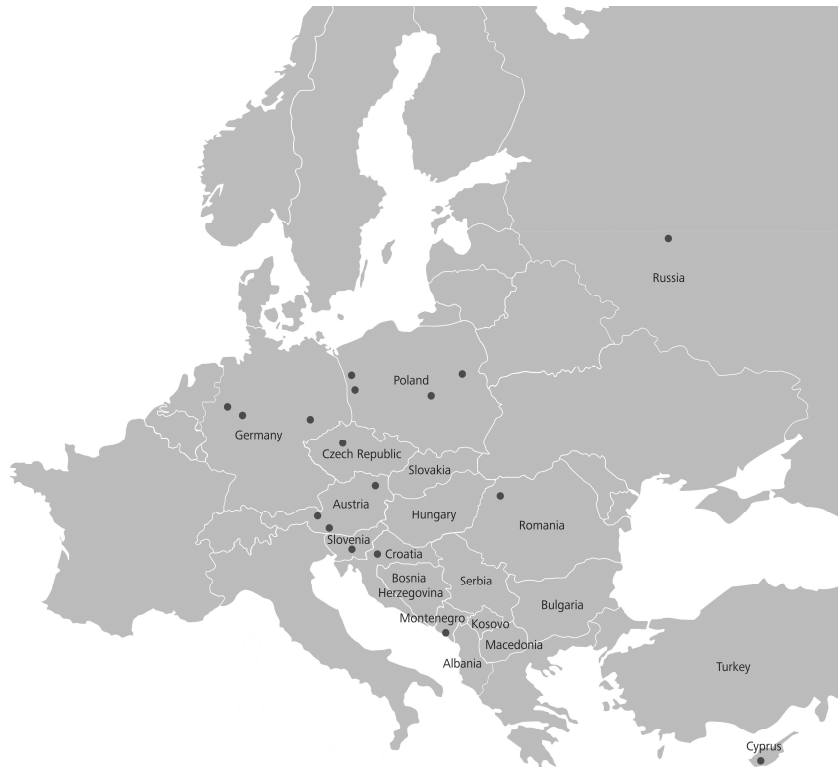 Russia
Poland
Germany
Czech Republic
Slovakia
Austria
Hungary
Romania
Slovenia
Croatia
Bosnia
Herzegovina
Serbia
Bulgaria
Montenegro
Kosovo
Macedonia
Albania
Turkey
Cyprus